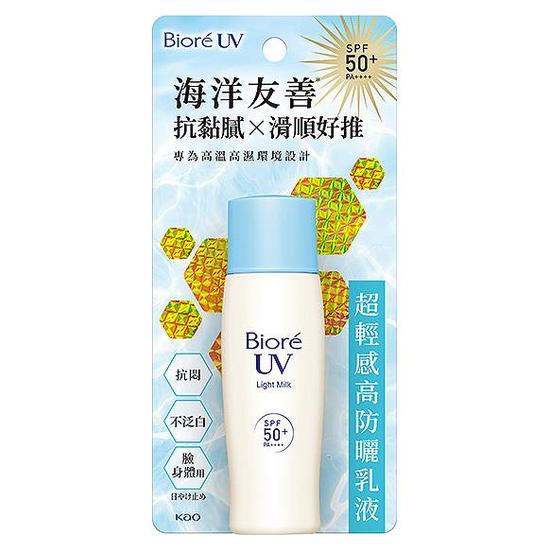 Bioré UV
SPF
50+
PA++++
海洋友善※
抗黏膩×滑順好推
專為高溫高濕環境設計
Bioré
UV
Light Milk
SPF
50+
PA++++
超輕感高防曬乳液
抗悶
不泛白
臉
身體用
日やけ止め
Kao